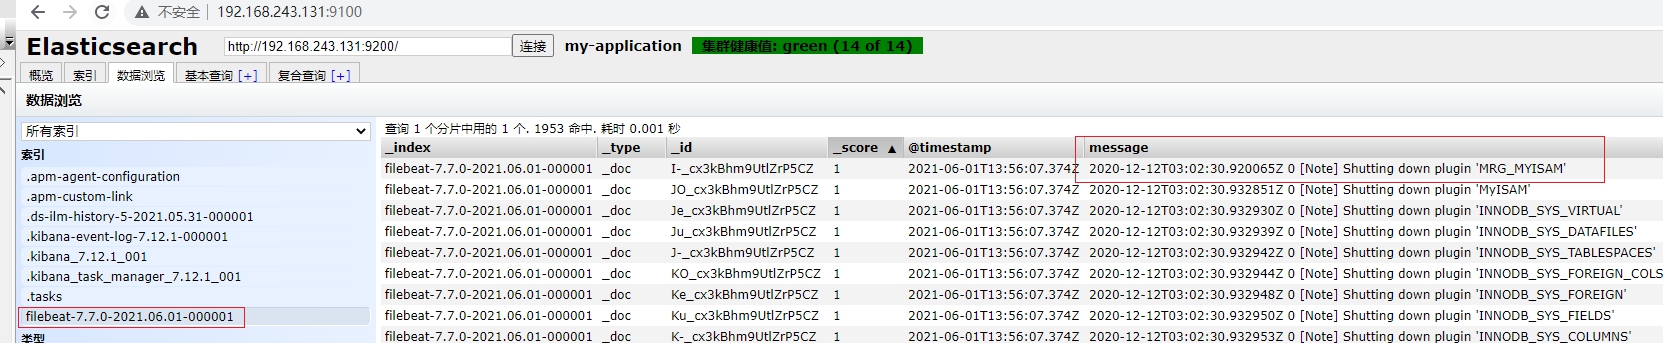 不安全 192.168.243.131:9100
Elasticsearch http://192.168.243.131:9200/ 连接 my-application 集群健康值: green (14 of 14)
概览 索引 数据浏览 基本查询 [+] 复合查询 [+]
数据浏览
所有索引
索引
.apm-agent-configuration
.apm-custom-link
.ds-ilm-history-5-2021.05.31-000001
.kibana-event-log-7.12.1-000001
.kibana_7.12.1_001
.kibana_task_manager_7.12.1_001
.tasks
filebeat-7.7.0-2021.06.01-000001
类型
查询 1 个分片中用的 1 个. 1953 命中. 耗时 0.001 秒
_index _type _id _score ▲ @timestamp message
filebeat-7.7.0-2021.06.01-000001 _doc I-_cx3kBhm9UtlZrP5CZ 1 2021-06-01T13:56:07.374Z 2020-12-12T03:02:30.920065Z 0 [Note] Shutting down plugin 'MRG_MYISAM'
filebeat-7.7.0-2021.06.01-000001 _doc JO_cx3kBhm9UtlZrP5CZ 1 2021-06-01T13:56:07.374Z 2020-12-12T03:02:30.932851Z 0 [Note] Shutting down plugin 'MyISAM'
filebeat-7.7.0-2021.06.01-000001 _doc Je_cx3kBhm9UtlZrP5CZ 1 2021-06-01T13:56:07.374Z 2020-12-12T03:02:30.932930Z 0 [Note] Shutting down plugin 'INNODB_SYS_VIRTUAL'
filebeat-7.7.0-2021.06.01-000001 _doc Ju_cx3kBhm9UtlZrP5CZ 1 2021-06-01T13:56:07.374Z 2020-12-12T03:02:30.932939Z 0 [Note] Shutting down plugin 'INNODB_SYS_DATAFILES'
filebeat-7.7.0-2021.06.01-000001 _doc J-_cx3kBhm9UtlZrP5CZ 1 2021-06-01T13:56:07.374Z 2020-12-12T03:02:30.932942Z 0 [Note] Shutting down plugin 'INNODB_SYS_TABLESPACES'
filebeat-7.7.0-2021.06.01-000001 _doc KO_cx3kBhm9UtlZrP5CZ 1 2021-06-01T13:56:07.374Z 2020-12-12T03:02:30.932944Z 0 [Note] Shutting down plugin 'INNODB_SYS_FOREIGN_COLS
filebeat-7.7.0-2021.06.01-000001 _doc Ke_cx3kBhm9UtlZrP5CZ 1 2021-06-01T13:56:07.374Z 2020-12-12T03:02:30.932948Z 0 [Note] Shutting down plugin 'INNODB_SYS_FOREIGN'
filebeat-7.7.0-2021.06.01-000001 _doc Ku_cx3kBhm9UtlZrP5CZ 1 2021-06-01T13:56:07.374Z 2020-12-12T03:02:30.932950Z 0 [Note] Shutting down plugin 'INNODB_SYS_FIELDS'
filebeat-7.7.0-2021.06.01-000001 _doc K-_cx3kBhm9UtlZrP5CZ 1 2021-06-01T13:56:07.374Z 2020-12-12T03:02:30.932953Z 0 [Note] Shutting down plugin 'INNODB_SYS_COLUMNS'